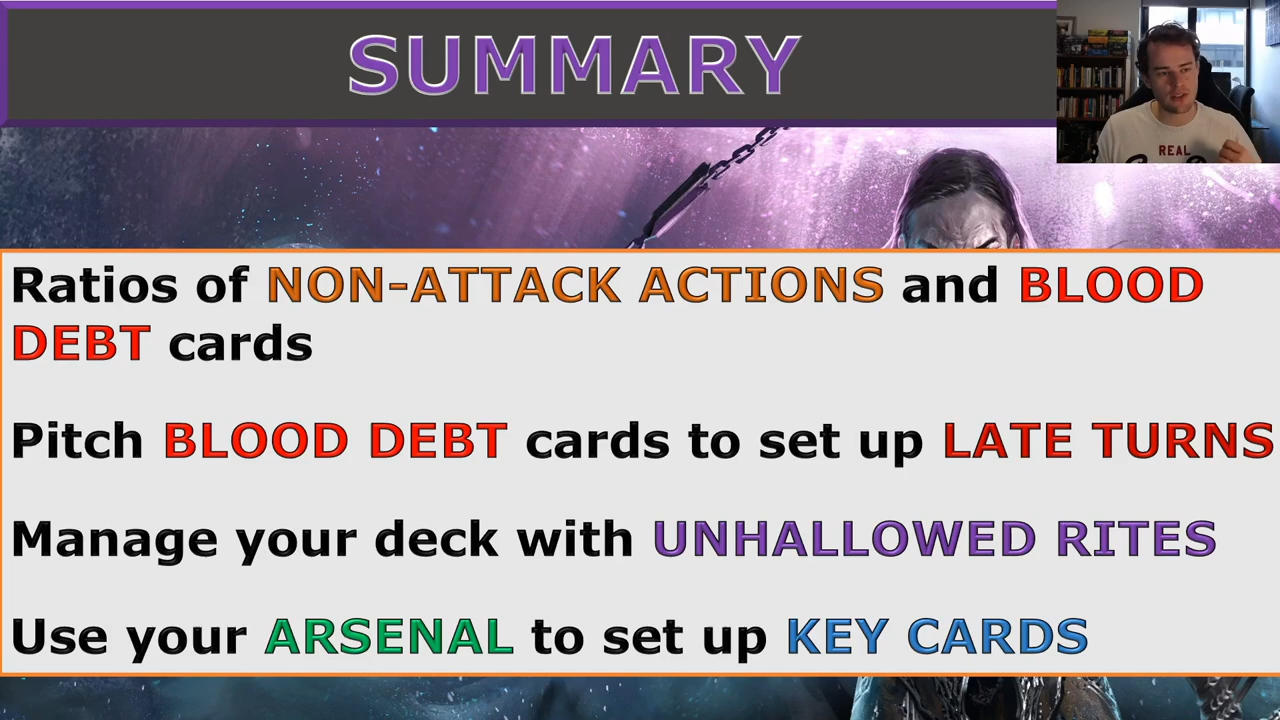 SUMMARY
REAL
Ratios of NON-ATTACK ACTIONS and BLOOD
DEBT cards
Pitch BLOOD DEBT cards to set up LATE TURNS
Manage your deck with UNHALLOWED RITES
Use your ARSENAL to set up KEY CARDS